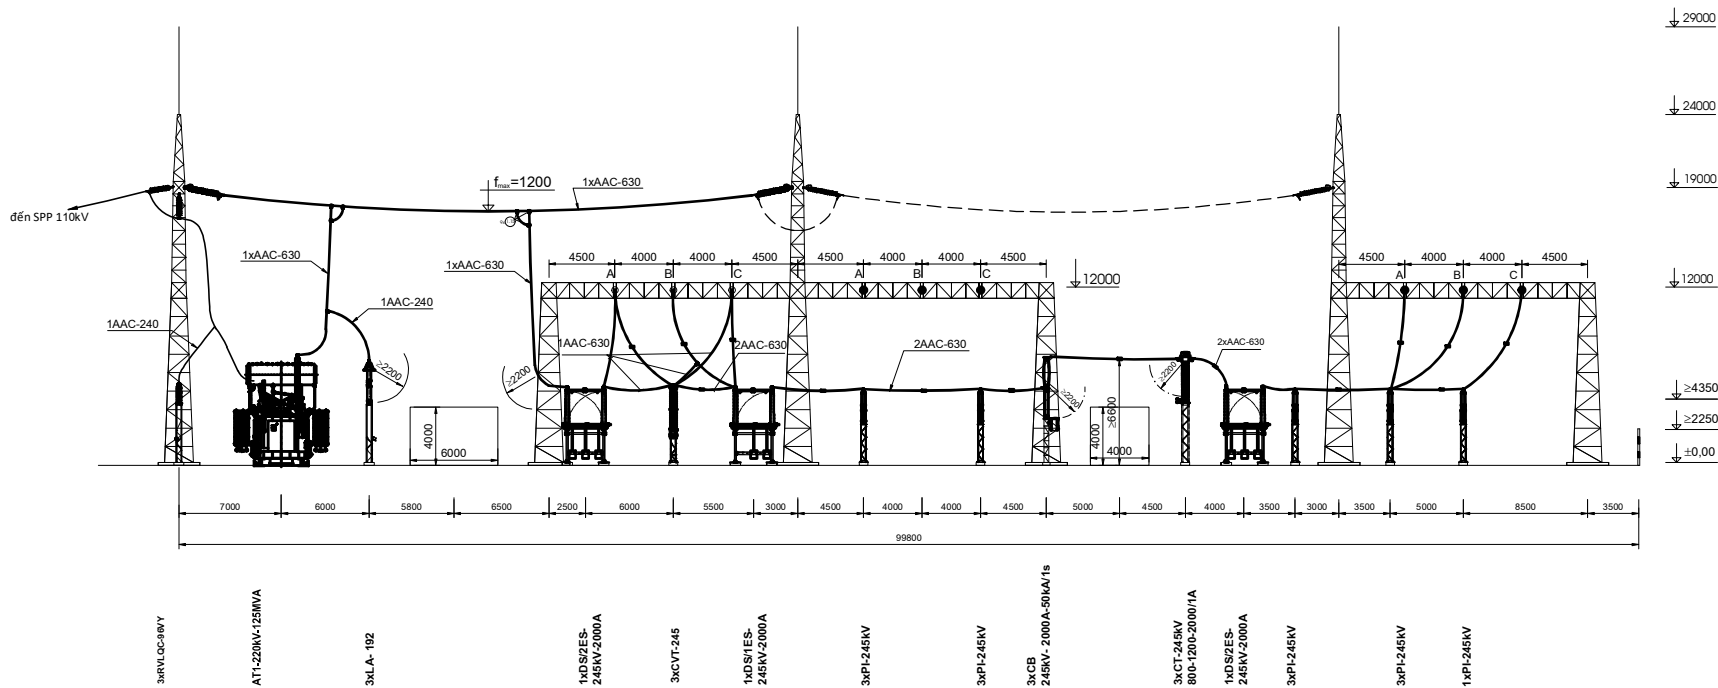 29000
24000
19000
f max=1200
1xAAC-630
đến SPP 110kV
1xAAC-630
1xAAC-630
4500 4000 4000 4500 4500 4000 4000 4500
A B C A B C
12000
4500 4000 4000 4500
A B C
12000
1AAC-240
1AAC-240
1AAC-630
2AAC-630
2AAC-630
2xAAC-630
≥2200
≥2200
≥2200
≥2200
≥6600
4000
6000
4000
4000
≥4350
≥2250
±0,00
7000 6000 5800 6500 2500 6000 5500 3000 4500 4000 4000 4500 5000 4500 4000 3500 3000 3500 5000 8500 3500
99800
3xRVLQC-96VY
AT1-220kV-125MVA
3xLA- 192
1xDS/2ES-
245kV-2000A
3xCVT-245
1xDS/1ES-
245kV-2000A
3xPI-245kV
3xPI-245kV
3xCB
245kV- 2000A-50kA/1s
3xCT-245kV
800-1200-2000/1A
1xDS/2ES-
245kV-2000A
3xPI-245kV
3xPI-245kV
1xPI-245kV